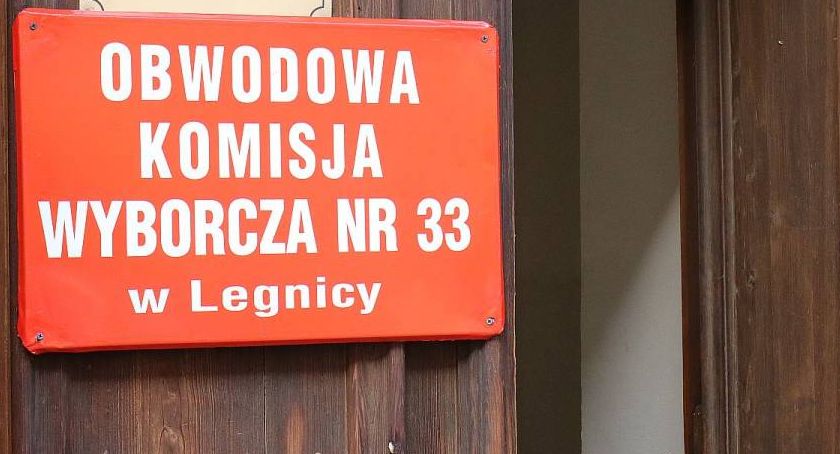 OBWODOWA
KOMISJA
WYBORCZA NR 33
w Legnicy